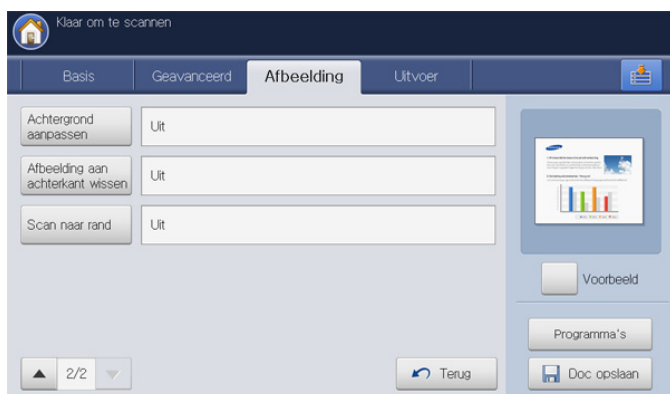 Klaar om te scannen
Basis
Geavanceerd
Afbeelding
Uitvoer
Achtergrond
aanpassen
Uit
Afbeelding aan
achterkant wissen
Uit
Scan naar rand
Uit
Voorbeeld
Programma's
2/2
Terug
Doc opslaan